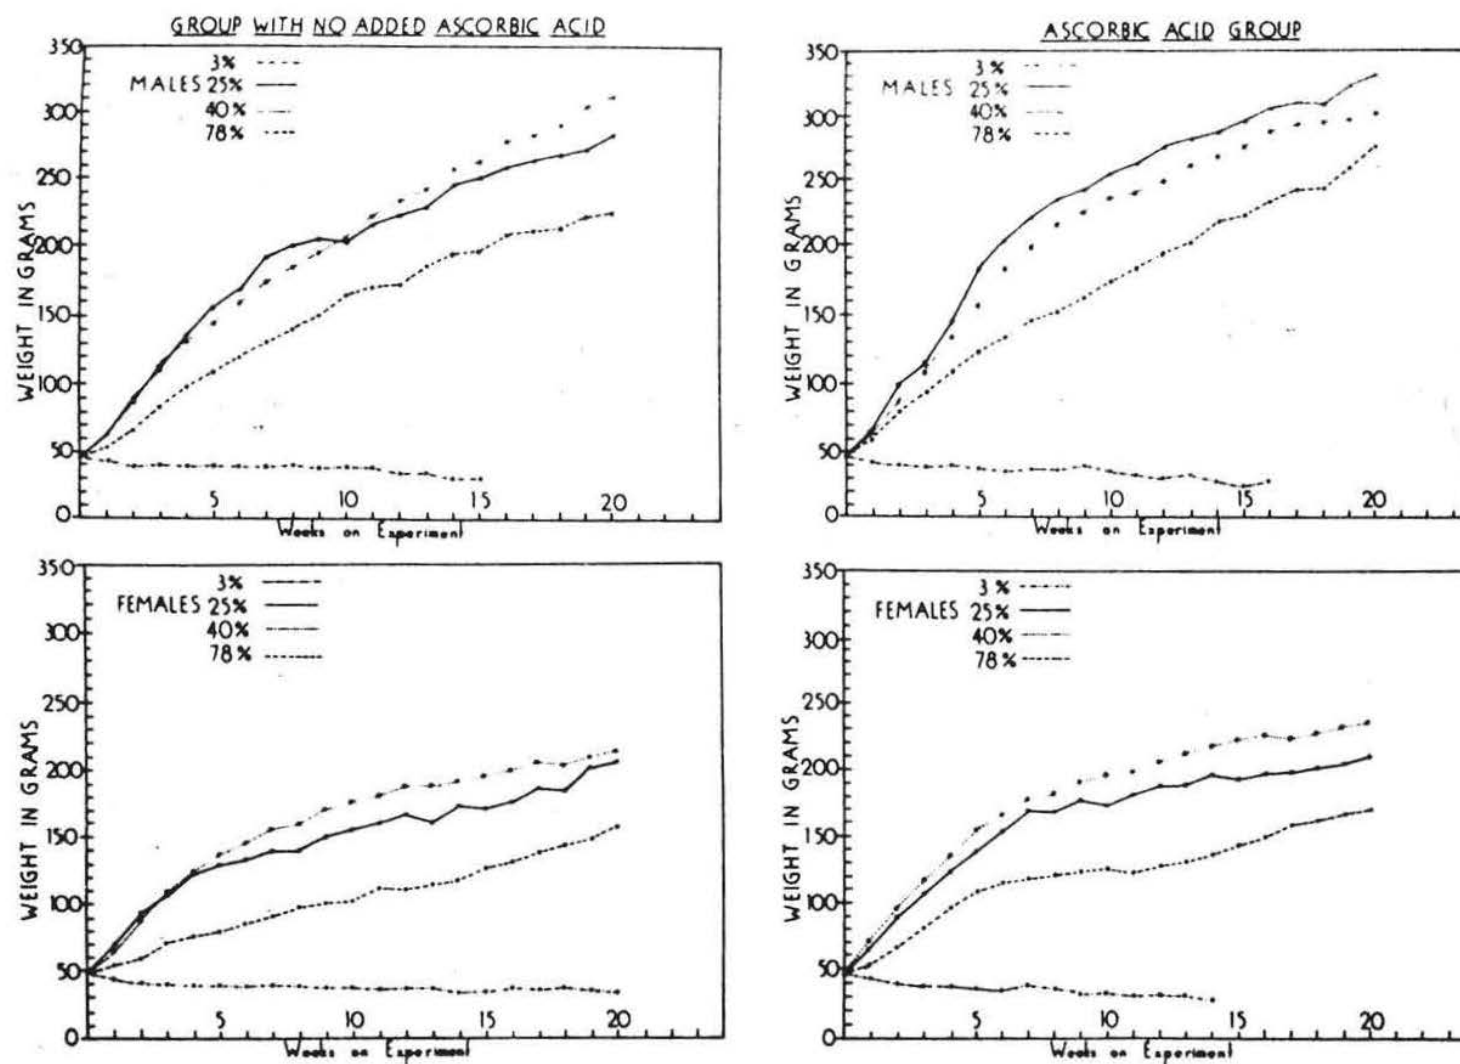 GROUP WITH NO ADDED ASCORBIC ACID
350
300
250
200
150
100
50
0
WEIGHT IN GRAMS
3%
MALES 25%
40%
78%
5 10 15 20
Weeks on Experiment
ASCORBIC ACID GROUP
350
300
250
200
150
100
50
0
WEIGHT IN GRAMS
3%
MALES 25%
40%
78%
5 10 15 20
Weeks on Experiment
350
300
250
200
150
100
50
0
WEIGHT IN GRAMS
3%
FEMALES 25%
40%
78%
5 10 15 20
Weeks on Experiment
350
300
250
200
150
100
50
0
WEIGHT IN GRAMS
3%
FEMALES 25%
40%
78%
5 10 15 20
Weeks on Experiment